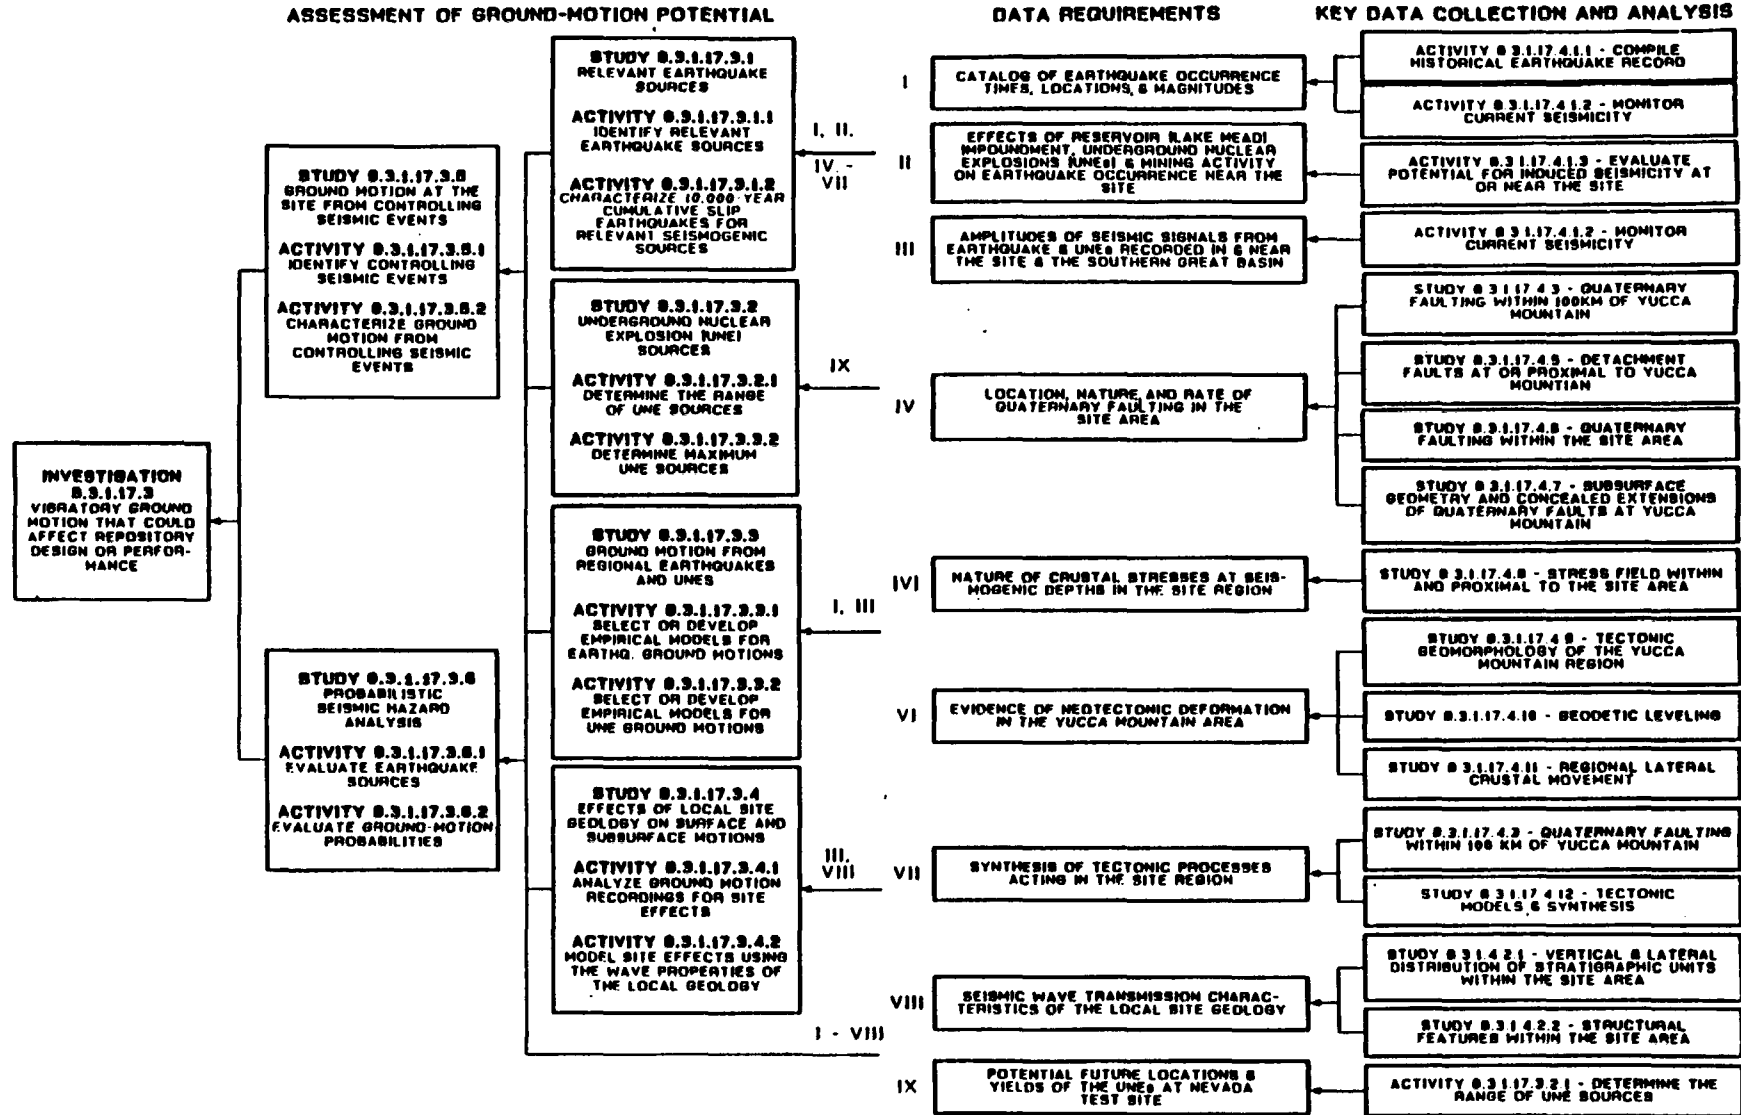 ASSESSMENT OF GROUND-MOTION POTENTIAL
DATA REQUIREMENTS
KEY DATA COLLECTION AND ANALYSIS
INVESTIGATION
8.3.1.17.3
VIBRATORY GROUND
MOTION THAT COULD
AFFECT REPOSITORY
DESIGN OR PERFOR-
MANCE
STUDY 8.3.1.17.3.5
GROUND MOTION AT THE
SITE FROM CONTROLLING
SEISMIC EVENTS
ACTIVITY 8.3.1.17.3.5.1
IDENTIFY CONTROLLING
SEISMIC EVENTS
ACTIVITY 8.3.1.17.3.5.2
CHARACTERIZE GROUND
MOTION FROM
CONTROLLING SEISMIC
EVENTS
STUDY 8.3.1.17.3.6
PROBABILISTIC
SEISMIC HAZARD
ANALYSIS
ACTIVITY 8.3.1.17.3.6.1
EVALUATE EARTHQUAKE
SOURCES
ACTIVITY 8.3.1.17.3.6.2
EVALUATE GROUND-MOTION
PROBABILITIES
STUDY 8.3.1.17.3.1
RELEVANT EARTHQUAKE
SOURCES
ACTIVITY 8.3.1.17.3.1.1
IDENTIFY RELEVANT
EARTHQUAKE SOURCES
ACTIVITY 8.3.1.17.3.1.2
CHARACTERIZE 10,000-YEAR
CUMULATIVE SLIP
EARTHQUAKES FOR
RELEVANT SEISMOGENIC
SOURCES
I, II,
IV -
VII
STUDY 8.3.1.17.3.2
UNDERGROUND NUCLEAR
EXPLOSION (UNE)
SOURCES
ACTIVITY 8.3.1.17.3.2.1
DETERMINE THE RANGE
OF UNE SOURCES
ACTIVITY 8.3.1.17.3.3.2
DETERMINE MAXIMUM
UNE SOURCES
IX
STUDY 8.3.1.17.3.3
GROUND MOTION FROM
REGIONAL EARTHQUAKES
AND UNES
ACTIVITY 8.3.1.17.3.3.1
SELECT OR DEVELOP
EMPIRICAL MODELS FOR
EARTHQ. GROUND MOTIONS
ACTIVITY 8.3.1.17.3.3.2
SELECT OR DEVELOP
EMPIRICAL MODELS FOR
UNE GROUND MOTIONS
I, III
STUDY 8.3.1.17.3.4
EFFECTS OF LOCAL SITE
GEOLOGY ON SURFACE AND
SUBSURFACE MOTIONS
ACTIVITY 8.3.1.17.3.4.1
ANALYZE GROUND MOTION
RECORDINGS FOR SITE
EFFECTS
ACTIVITY 8.3.1.17.3.4.2
MODEL SITE EFFECTS USING
THE WAVE PROPERTIES OF
THE LOCAL GEOLOGY
III,
VIII
I - VIII
I
CATALOG OF EARTHQUAKE OCCURRENCE
TIMES, LOCATIONS, & MAGNITUDES
II
EFFECTS OF RESERVOIR (LAKE MEAD)
IMPOUNDMENT, UNDERGROUND NUCLEAR
EXPLOSIONS (UNEs) & MINING ACTIVITY
ON EARTHQUAKE OCCURRENCE NEAR THE
SITE
III
AMPLITUDES OF SEISMIC SIGNALS FROM
EARTHQUAKE & UNEs RECORDED IN & NEAR
THE SITE & THE SOUTHERN GREAT BASIN
IV
LOCATION, NATURE, AND RATE OF
QUATERNARY FAULTING IN THE
SITE AREA
IVI
NATURE OF CRUSTAL STRESSES AT SEIS-
MOGENIC DEPTHS IN THE SITE REGION
VI
EVIDENCE OF NEOTECTONIC DEFORMATION
IN THE YUCCA MOUNTAIN AREA
VII
SYNTHESIS OF TECTONIC PROCESSES
ACTING IN THE SITE REGION
VIII
SEISMIC WAVE TRANSMISSION CHARAC-
TERISTICS OF THE LOCAL SITE GEOLOGY
IX
POTENTIAL FUTURE LOCATIONS &
YIELDS OF THE UNEs AT NEVADA
TEST SITE
ACTIVITY 8.3.1.17.4.1.1 - COMPILE
HISTORICAL EARTHQUAKE RECORD
ACTIVITY 8.3.1.17.4.1.2 - MONITOR
CURRENT SEISMICITY
ACTIVITY 8.3.1.17.4.1.3 - EVALUATE
POTENTIAL FOR INDUCED SEISMICITY AT
OR NEAR THE SITE
ACTIVITY 8.3.1.17.4.1.2 - MONITOR
CURRENT SEISMICITY
STUDY 8.3.1.17.4.3 - QUATERNARY
FAULTING WITHIN 100KM OF YUCCA
MOUNTAIN
STUDY 8.3.1.17.4.5 - DETACHMENT
FAULTS AT OR PROXIMAL TO YUCCA
MOUNTIAN
STUDY 8.3.1.17.4.6 - QUATERNARY
FAULTING WITHIN THE SITE AREA
STUDY 8.3.1.17.4.7 - SUBSURFACE
GEOMETRY AND CONCEALED EXTENSIONS
OF QUATERNARY FAULTS AT YUCCA
MOUNTAIN
STUDY 8.3.1.17.4.8 - STRESS FIELD WITHIN
AND PROXIMAL TO THE SITE AREA
STUDY 8.3.1.17.4.9 - TECTONIC
GEOMORPHOLOGY OF THE YUCCA
MOUNTAIN REGION
STUDY 8.3.1.17.4.10 - GEODETIC LEVELING
STUDY 8.3.1.17.4.11 - REGIONAL LATERAL
CRUSTAL MOVEMENT
STUDY 8.3.1.17.4.3 - QUATERNARY FAULTING
WITHIN 100 KM OF YUCCA MOUNTAIN
STUDY 8.3.1.17.4.12 - TECTONIC
MODELS & SYNTHESIS
STUDY 8.3.1.4.2.1 - VERTICAL & LATERAL
DISTRIBUTION OF STRATIGRAPHIC UNITS
WITHIN THE SITE AREA
STUDY 8.3.1.4.2.2 - STRUCTURAL
FEATURES WITHIN THE SITE AREA
ACTIVITY 8.3.1.17.3.2.1 - DETERMINE THE
RANGE OF UNE SOURCES